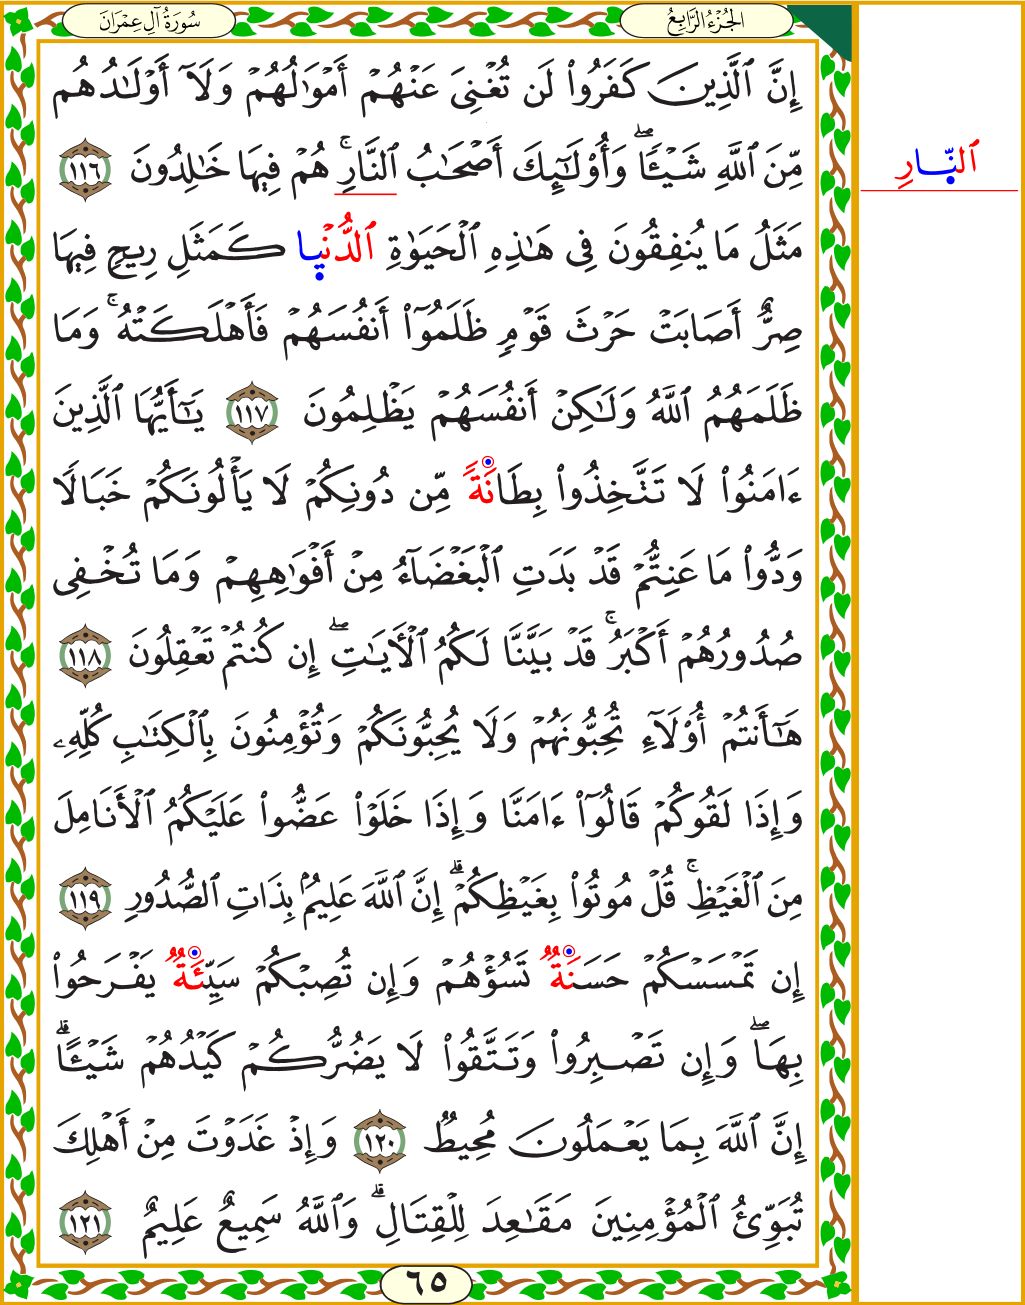 سُورَةُ آلِ عِمْرَانَ
الجُزْءُ الرَّابِعُ
إِنَّ ٱلَّذِينَ كَفَرُوا۟ لَن تُغْنِىَ عَنْهُمْ أَمْوَٰلُهُمْ وَلَآ أَوْلَـٰدُهُم
مِّنَ ٱللَّهِ شَيْـًٔا ۖ وَأُو۟لَـٰٓئِكَ أَصْحَـٰبُ ٱلنَّارِ ۚ هُمْ فِيهَا خَـٰلِدُونَ ١١٦
مَثَلُ مَا يُنفِقُونَ فِى هَـٰذِهِ ٱلْحَيَوٰةِ ٱلدُّنْيَا كَمَثَلِ رِيحٍ فِيهَا
صِرٌّ أَصَابَتْ حَرْثَ قَوْمٍ ظَلَمُوٓا۟ أَنفُسَهُمْ فَأَهْلَكَتْهُ ۚ وَمَا
ظَلَمَهُمُ ٱللَّهُ وَلَـٰكِنْ أَنفُسَهُمْ يَظْلِمُونَ ١١٧ يَـٰٓأَيُّهَا ٱلَّذِينَ
ءَامَنُوا۟ لَا تَتَّخِذُوا۟ بِطَانَةً مِّن دُونِكُمْ لَا يَأْلُونَكُمْ خَبَالًا
وَدُّوا۟ مَا عَنِتُّمْ قَدْ بَدَتِ ٱلْبَغْضَآءُ مِنْ أَفْوَٰهِهِمْ وَمَا تُخْفِى
صُدُورُهُمْ أَكْبَرُ ۚ قَدْ بَيَّنَّا لَكُمُ ٱلْـَٔايَـٰتِ ۖ إِن كُنتُمْ تَعْقِلُونَ ١١٨
هَـٰٓأَنتُمْ أُو۟لَآءِ تُحِبُّونَهُمْ وَلَا يُحِبُّونَكُمْ وَتُؤْمِنُونَ بِٱلْكِتَـٰبِ كُلِّهِۦ
وَإِذَا لَقُوكُمْ قَالُوٓا۟ ءَامَنَّا وَإِذَا خَلَوْا۟ عَضُّوا۟ عَلَيْكُمُ ٱلْأَنَامِلَ
مِنَ ٱلْغَيْظِ ۚ قُلْ مُوتُوا۟ بِغَيْظِكُمْ ۗ إِنَّ ٱللَّهَ عَلِيمٌۢ بِذَاتِ ٱلصُّدُورِ ١١٩
إِن تَمْسَسْكُمْ حَسَنَةٌ تَسُؤْهُمْ وَإِن تُصِبْكُمْ سَيِّئَةٌ يَفْرَحُوا۟
بِهَا ۖ وَإِن تَصْبِرُوا۟ وَتَتَّقُوا۟ لَا يَضُرُّكُمْ كَيْدُهُمْ شَيْـًٔا ۗ
إِنَّ ٱللَّهَ بِمَا يَعْمَلُونَ مُحِيطٌ ١٢٠ وَإِذْ غَدَوْتَ مِنْ أَهْلِكَ
تُبَوِّئُ ٱلْمُؤْمِنِينَ مَقَـٰعِدَ لِلْقِتَالِ ۗ وَٱللَّهُ سَمِيعٌ عَلِيمٌ ١٢١
٦٥
ٱلنَّارِ